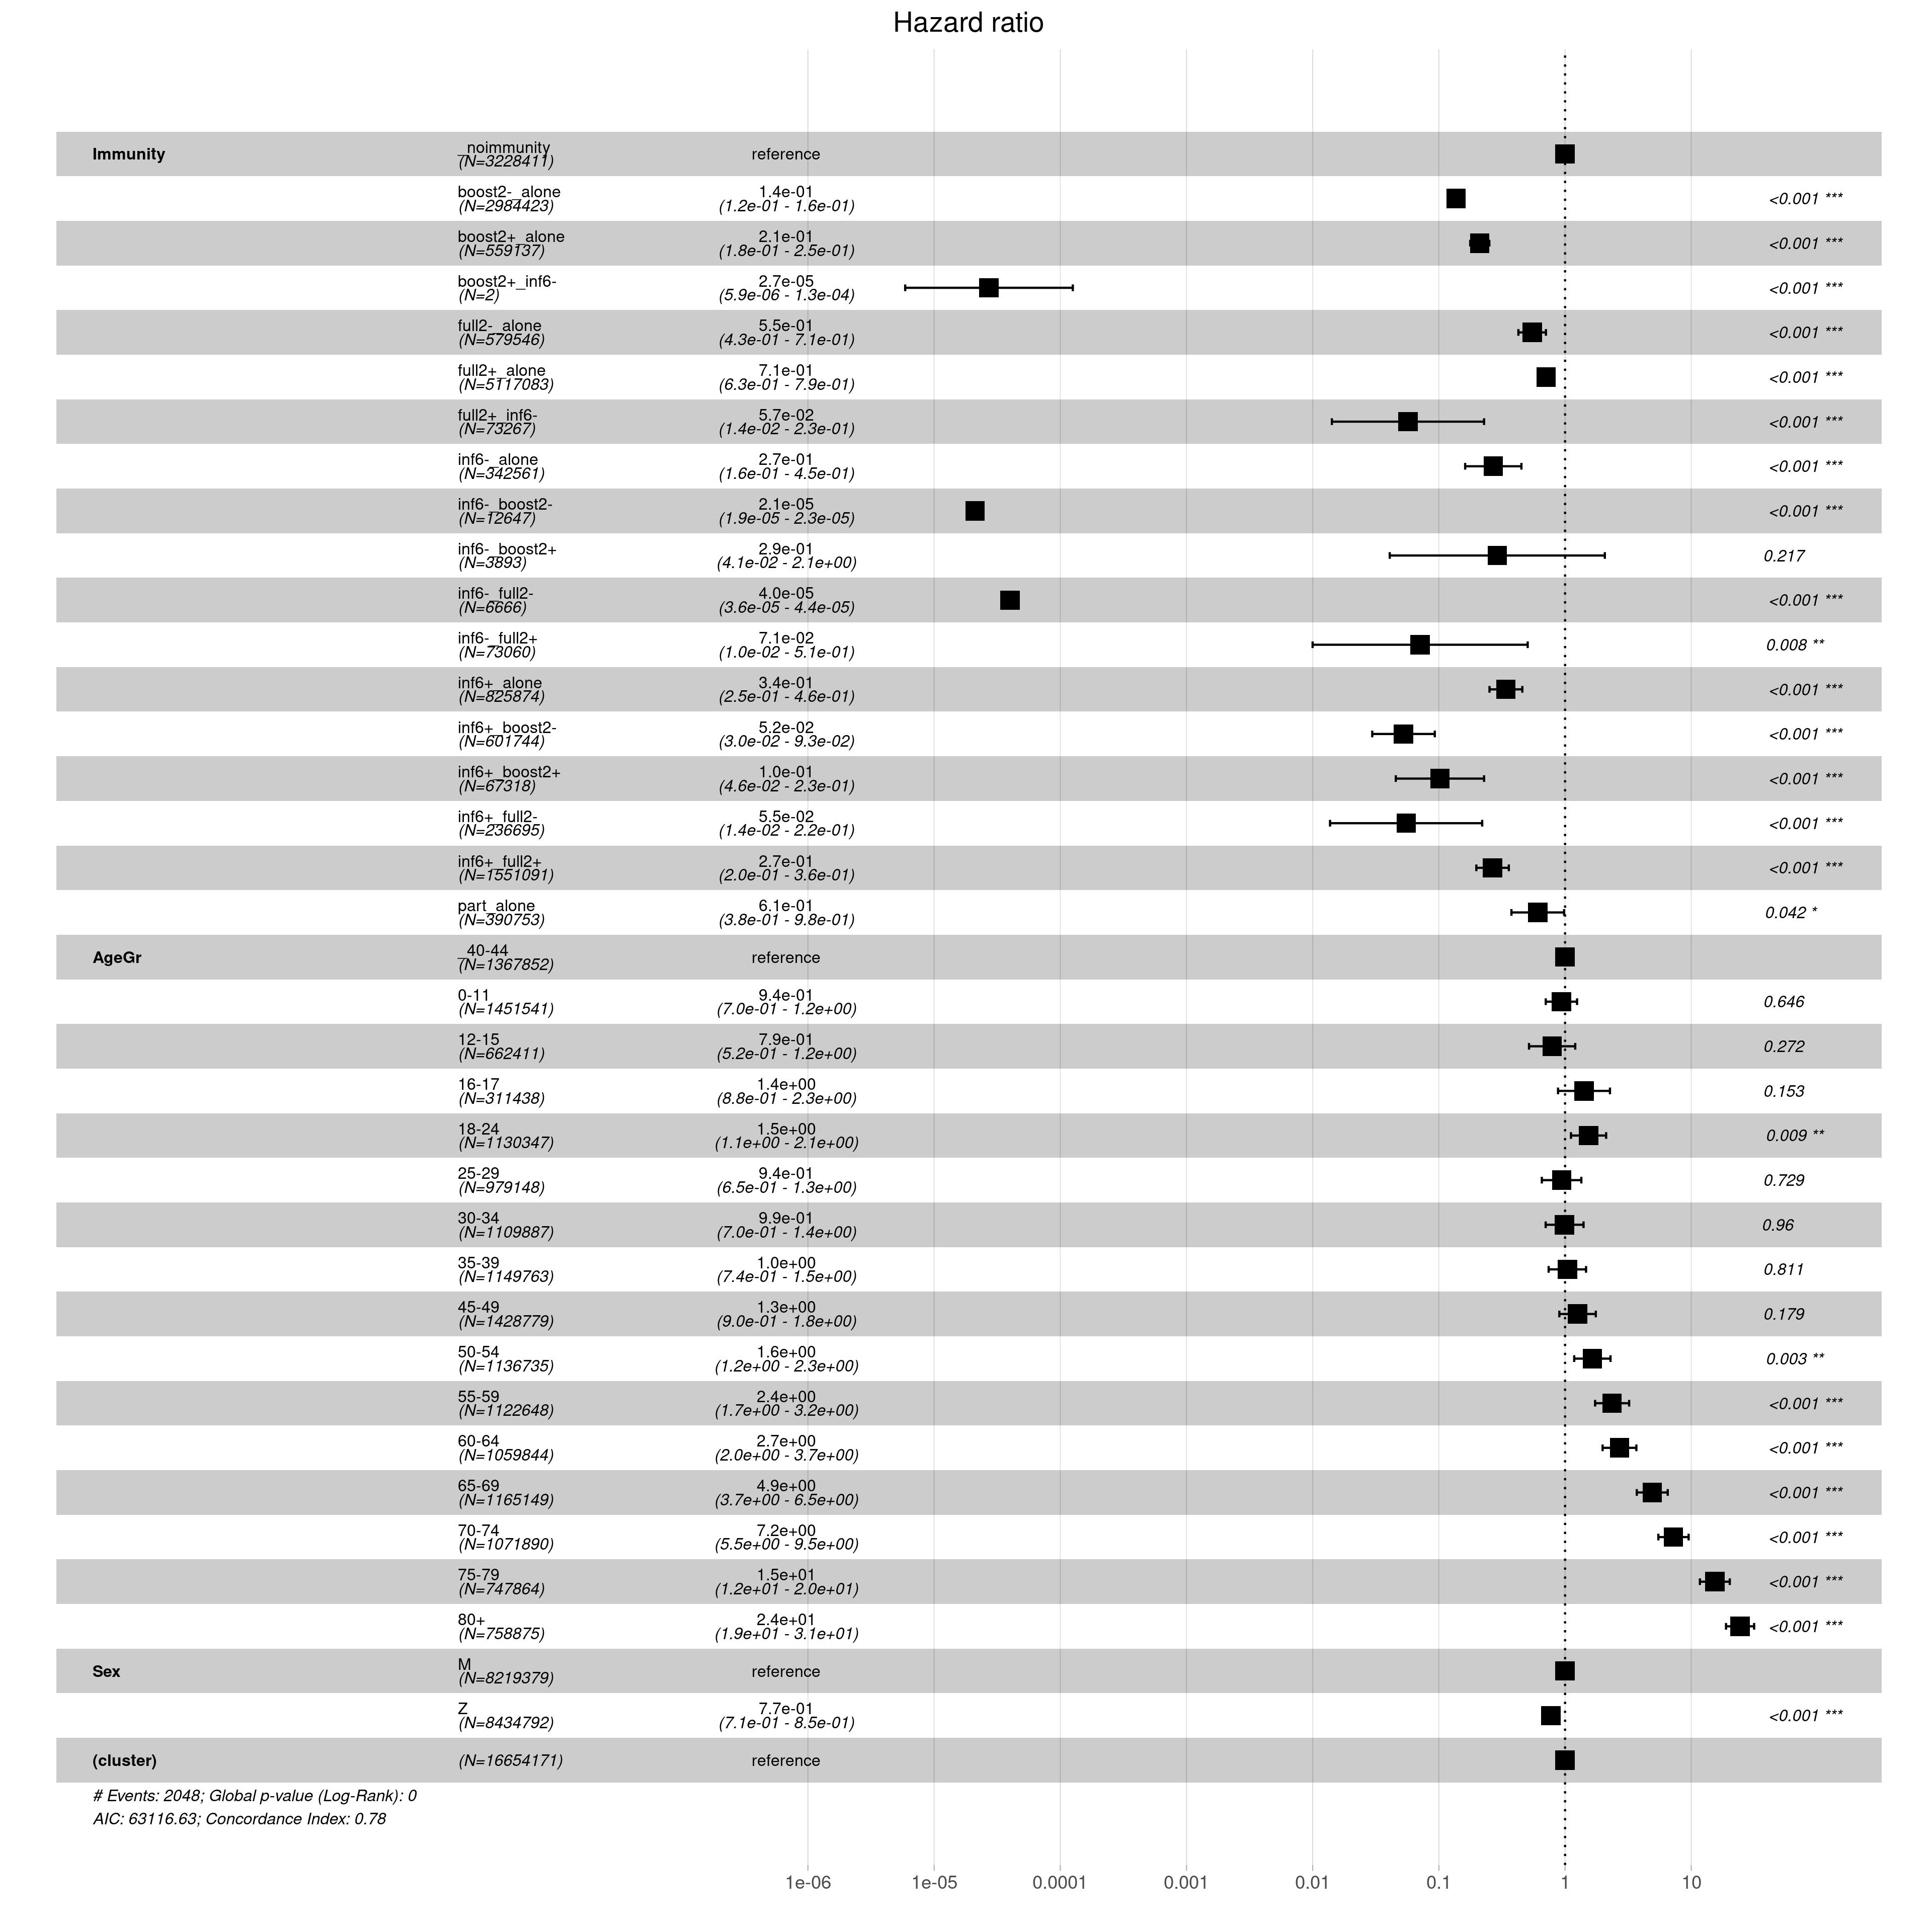 Hazard ratio
Immunity _noimmunity reference
(N=3228411)
boost2-_alone 1.4e-01
(N=2984423) (1.2e-01 - 1.6e-01) <0.001 ***
boost2+_alone 2.1e-01
(N=559137) (1.8e-01 - 2.5e-01) <0.001 ***
boost2+_inf6- 2.7e-05
(N=2) (5.9e-06 - 1.3e-04) <0.001 ***
full2-_alone 5.5e-01
(N=579546) (4.3e-01 - 7.1e-01) <0.001 ***
full2+_alone 7.1e-01
(N=5117083) (6.3e-01 - 7.9e-01) <0.001 ***
full2+_inf6- 5.7e-02
(N=73267) (1.4e-02 - 2.3e-01) <0.001 ***
inf6-_alone 2.7e-01
(N=342561) (1.6e-01 - 4.5e-01) <0.001 ***
inf6-_boost2- 2.1e-05
(N=12647) (1.9e-05 - 2.3e-05) <0.001 ***
inf6-_boost2+ 2.9e-01
(N=3893) (4.1e-02 - 2.1e+00) 0.217
inf6-_full2- 4.0e-05
(N=6666) (3.6e-05 - 4.4e-05) <0.001 ***
inf6-_full2+ 7.1e-02
(N=73060) (1.0e-02 - 5.1e-01) 0.008 **
inf6+_alone 3.4e-01
(N=825874) (2.5e-01 - 4.6e-01) <0.001 ***
inf6+_boost2- 5.2e-02
(N=601744) (3.0e-02 - 9.3e-02) <0.001 ***
inf6+_boost2+ 1.0e-01
(N=67318) (4.6e-02 - 2.3e-01) <0.001 ***
inf6+_full2- 5.5e-02
(N=236695) (1.4e-02 - 2.2e-01) <0.001 ***
inf6+_full2+ 2.7e-01
(N=1551091) (2.0e-01 - 3.6e-01) <0.001 ***
part_alone 6.1e-01
(N=390753) (3.8e-01 - 9.8e-01) 0.042 *
AgeGr _40-44 reference
(N=1367852)
0-11 9.4e-01
(N=1451541) (7.0e-01 - 1.2e+00) 0.646
12-15 7.9e-01
(N=662411) (5.2e-01 - 1.2e+00) 0.272
16-17 1.4e+00
(N=311438) (8.8e-01 - 2.3e+00) 0.153
18-24 1.5e+00
(N=1130347) (1.1e+00 - 2.1e+00) 0.009 **
25-29 9.4e-01
(N=979148) (6.5e-01 - 1.3e+00) 0.729
30-34 9.9e-01
(N=1109887) (7.0e-01 - 1.4e+00) 0.96
35-39 1.0e+00
(N=1149763) (7.4e-01 - 1.5e+00) 0.811
45-49 1.3e+00
(N=1428779) (9.0e-01 - 1.8e+00) 0.179
50-54 1.6e+00
(N=1136735) (1.2e+00 - 2.3e+00) 0.003 **
55-59 2.4e+00
(N=1122648) (1.7e+00 - 3.2e+00) <0.001 ***
60-64 2.7e+00
(N=1059844) (2.0e+00 - 3.7e+00) <0.001 ***
65-69 4.9e+00
(N=1165149) (3.7e+00 - 6.5e+00) <0.001 ***
70-74 7.2e+00
(N=1071890) (5.5e+00 - 9.5e+00) <0.001 ***
75-79 1.5e+01
(N=747864) (1.2e+01 - 2.0e+01) <0.001 ***
80+ 2.4e+01
(N=758875) (1.9e+01 - 3.1e+01) <0.001 ***
Sex M reference
(N=8219379)
Z 7.7e-01
(N=8434792) (7.1e-01 - 8.5e-01) <0.001 ***
(cluster) (N=16654171) reference
# Events: 2048; Global p-value (Log-Rank): 0
AIC: 63116.63; Concordance Index: 0.78
1e-06 1e-05 0.0001 0.001 0.01 0.1 1 10